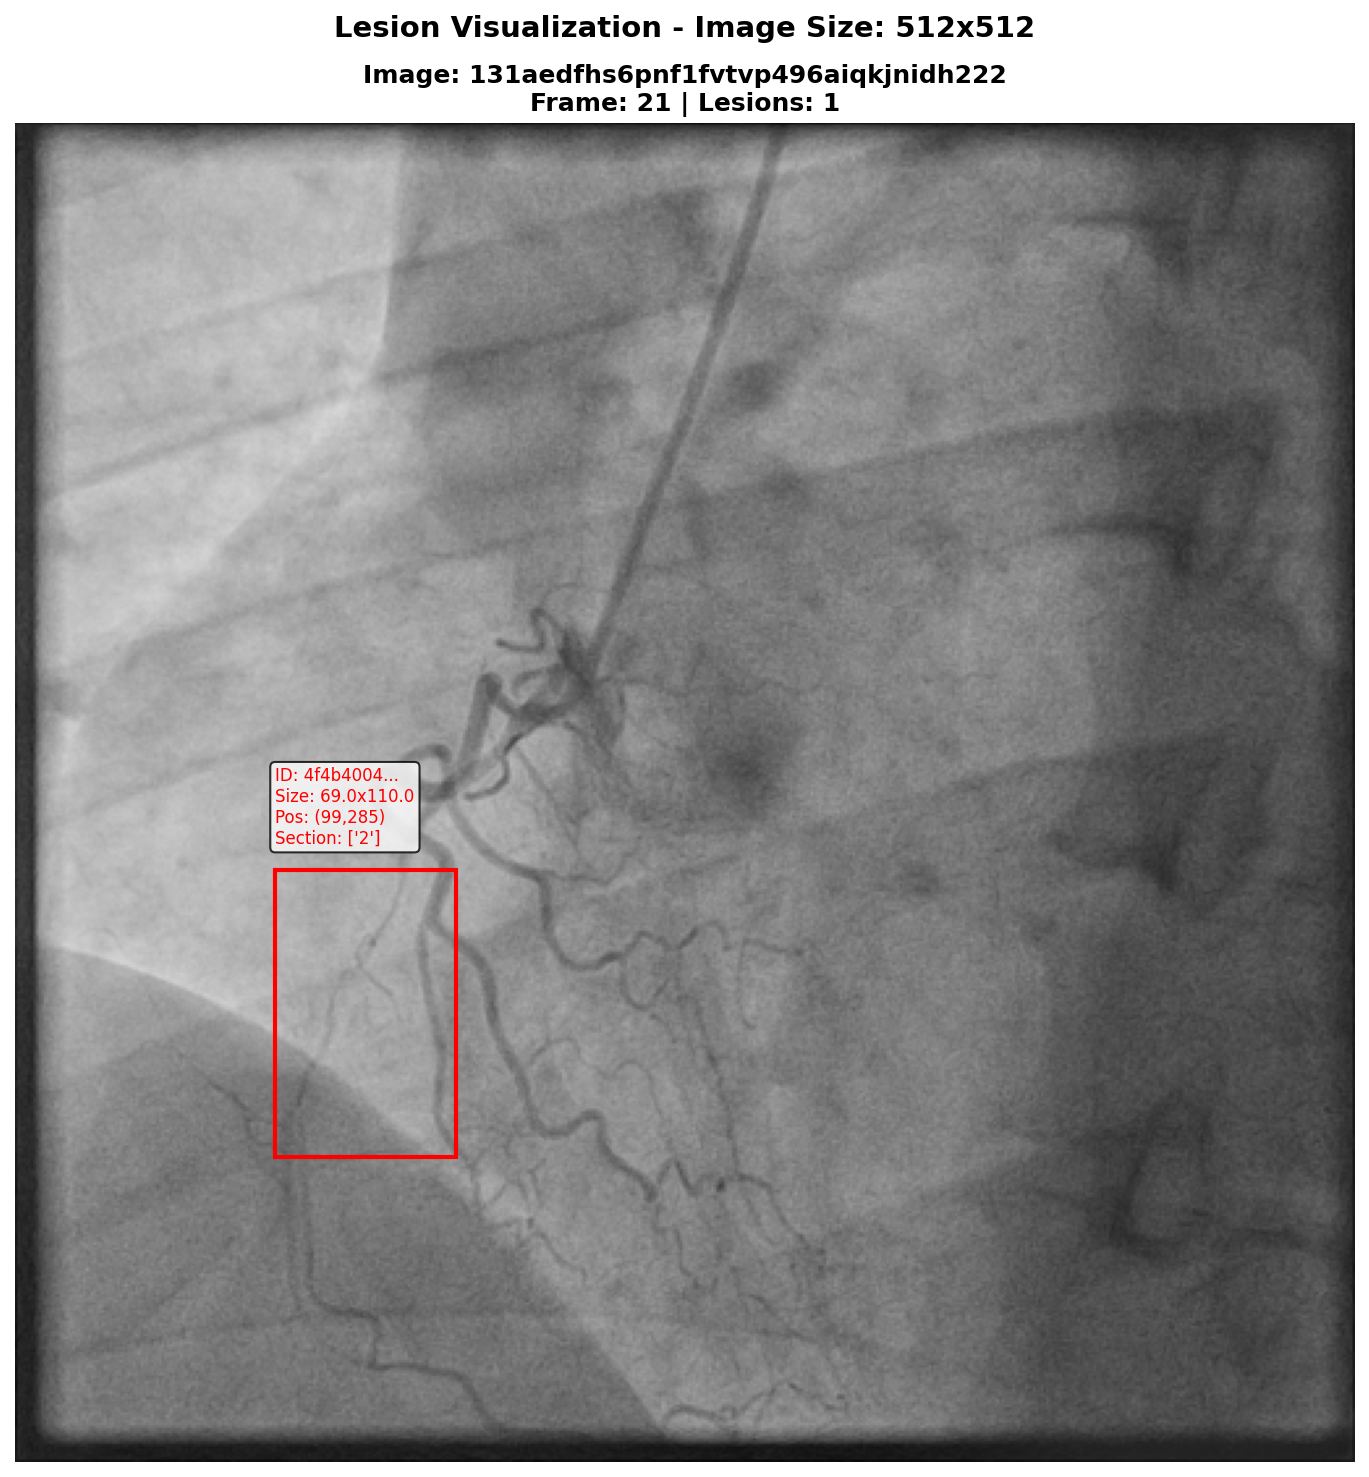 Lesion Visualization - Image Size: 512x512
Image: 131aedfhs6pnf1fvtvp496aiqkjnidh222
Frame: 21 | Lesions: 1
ID: 4f4b4004...
Size: 69.0x110.0
Pos: (99,285)
Section: ['2']